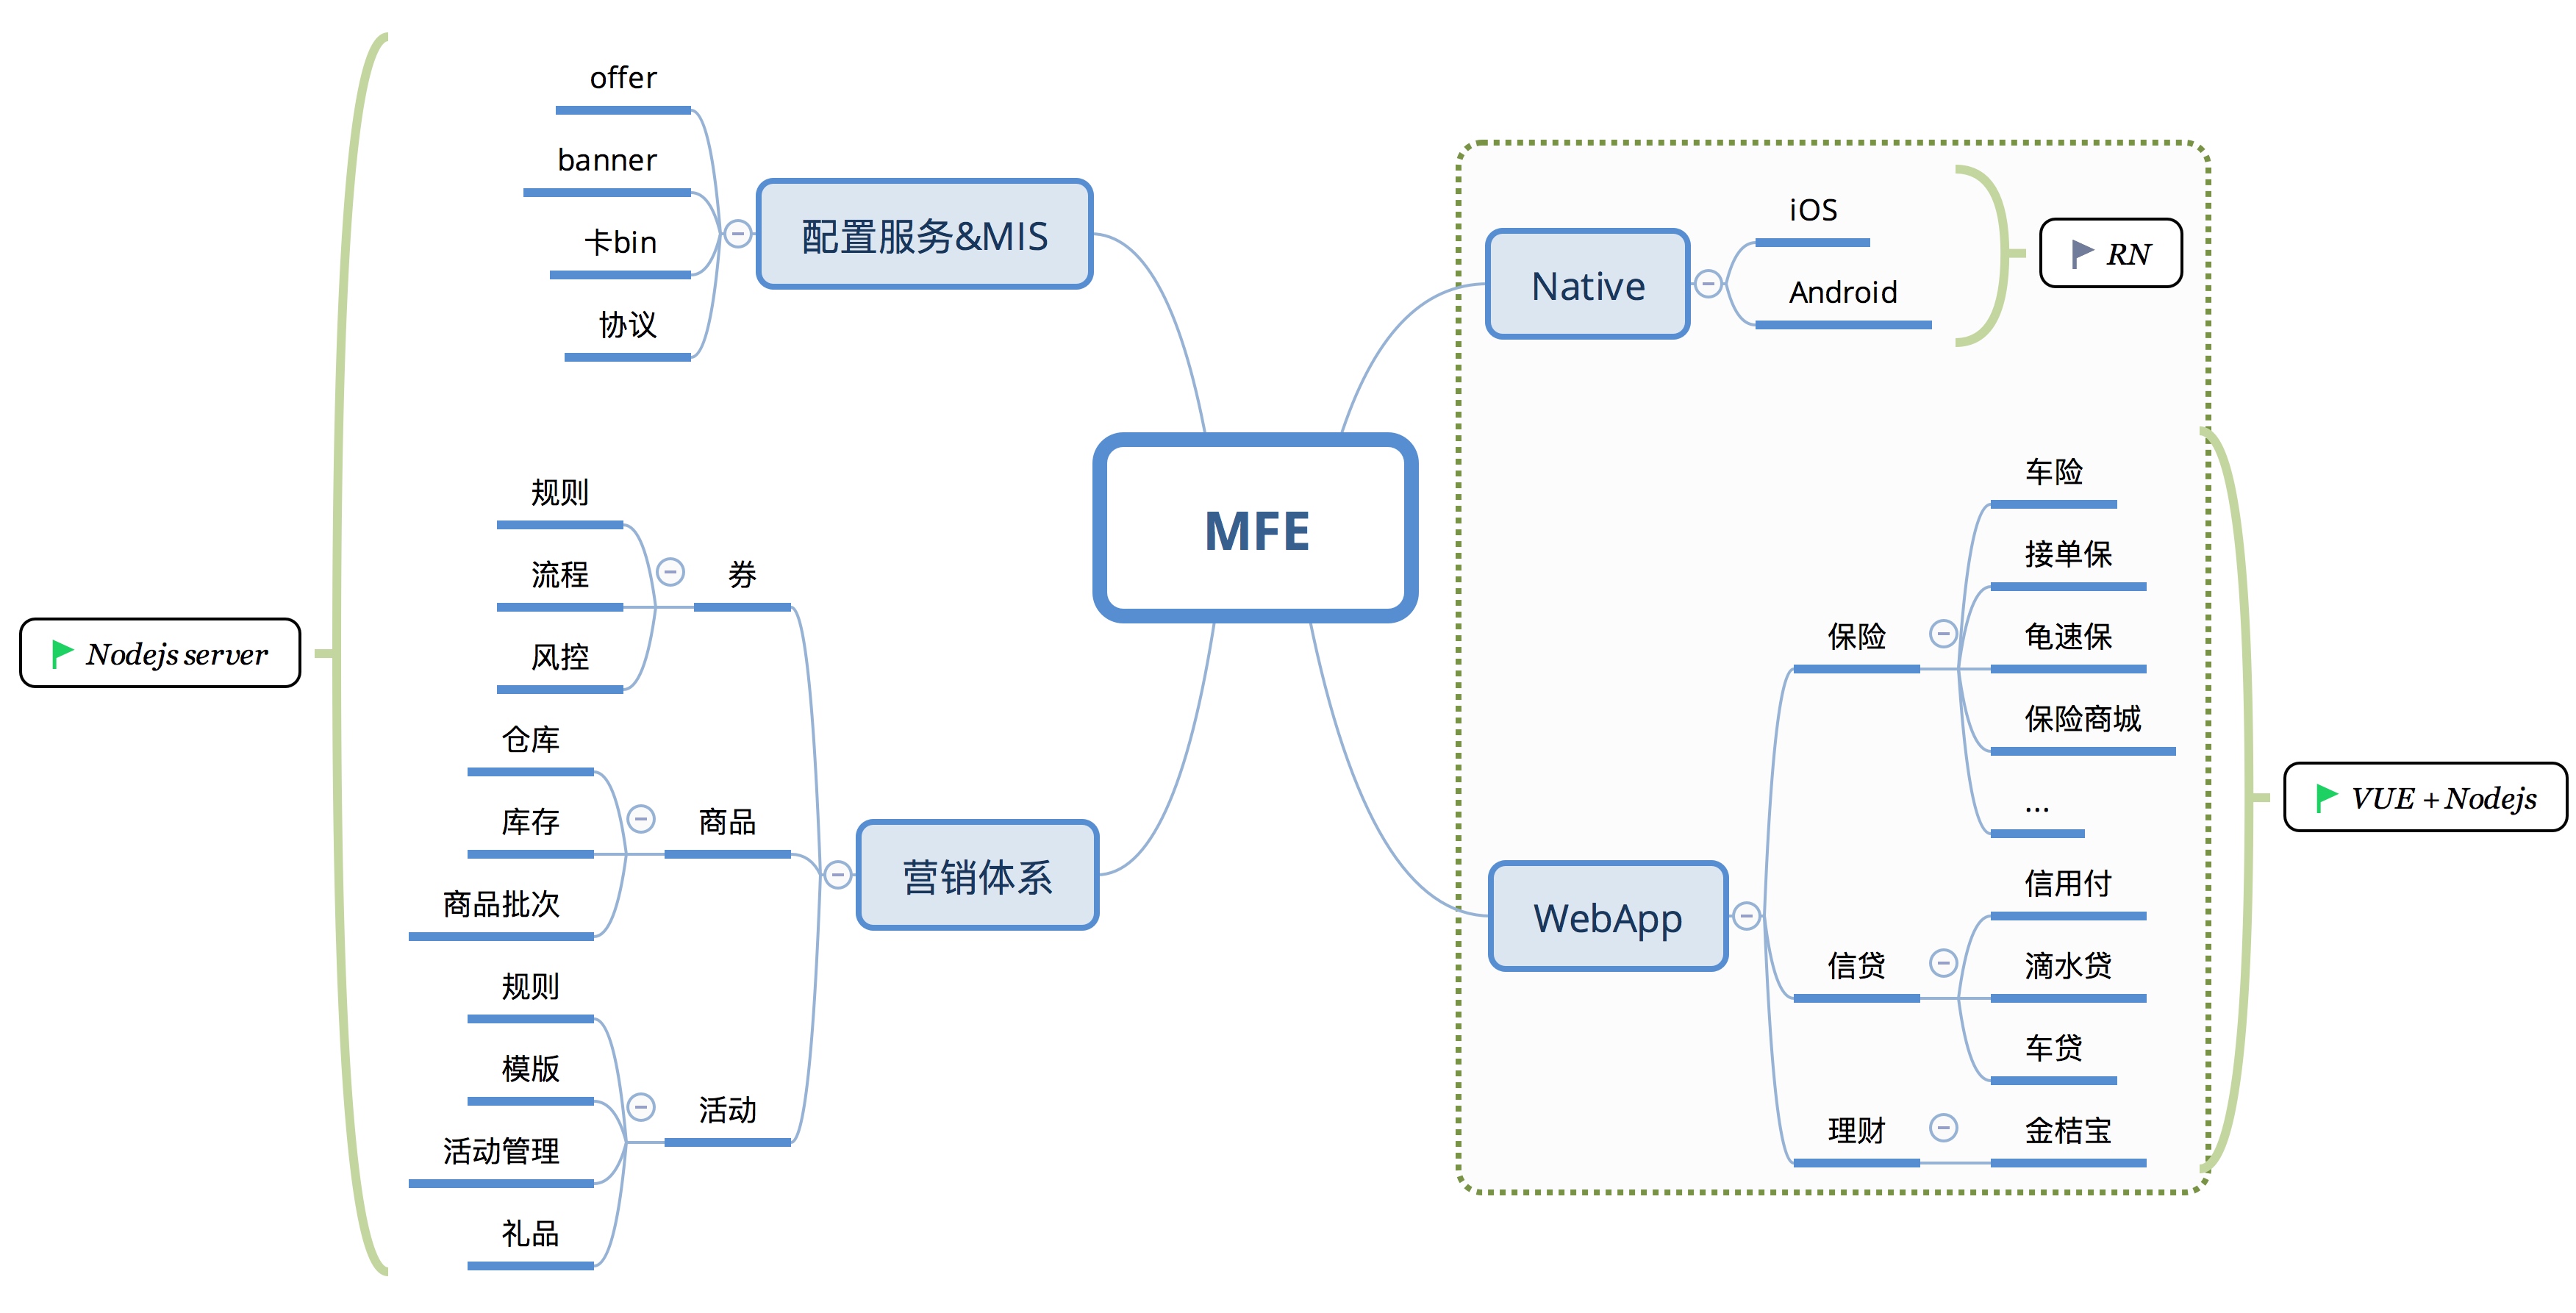 offer
banner
卡bin
协议
配置服务&MIS
规则
流程
风控
券
仓库
库存
商品批次
商品
规则
模版
活动管理
礼品
活动
营销体系
Nodejs server
MFE
Native
iOS
Android
RN
WebApp
保险
车险
接单保
龟速保
保险商城
...
信贷
信用付
滴水贷
车贷
理财
金桔宝
VUE +Nodejs